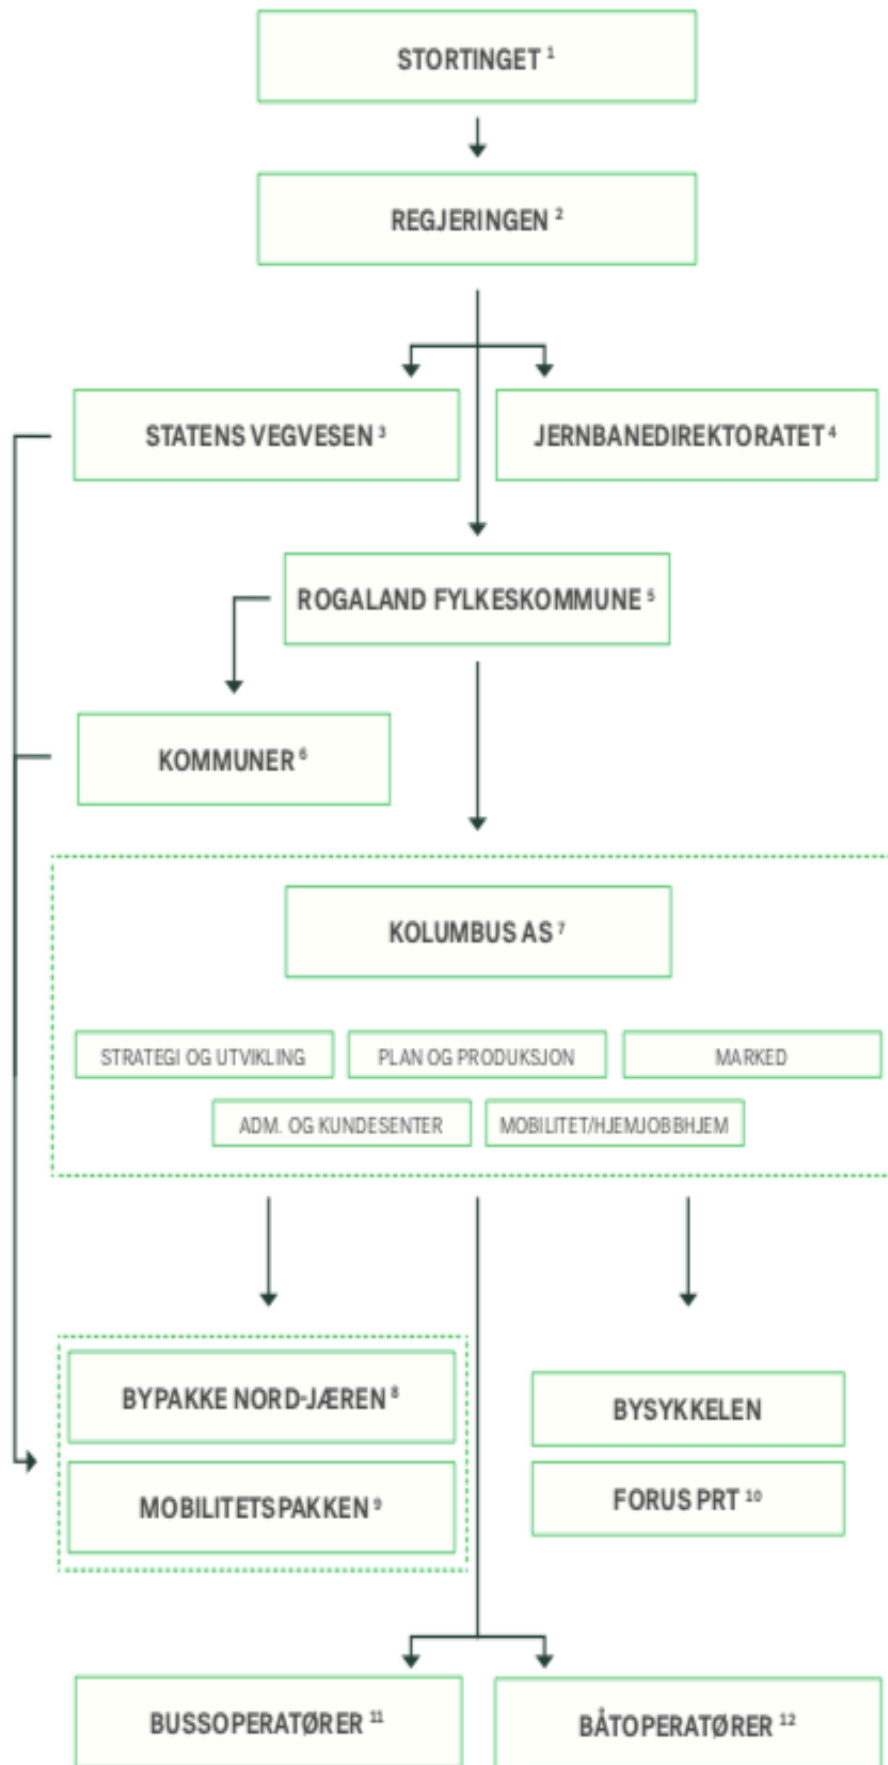 STORTINGET 1
REGJERINGEN 2
STATENS VEGVESEN 3
JERNBANEDIREKTORATET 4
ROGALAND FYLKESKOMMUNE 5
KOMMUNER 6
KOLUMBUS AS 7
STRATEGI OG UTVIKLING
PLAN OG PRODUKSJON
MARKED
ADM. OG KUNDESENTER
MOBILITET/HJEMJOBBHJEM
BYPAKKE NORD-JÆREN 8
MOBILITETSPAKKEN 9
BYSYKKELEN
FORUS PRT 10
BUSSOPERATØRER 11
BÅTOPERATØRER 12